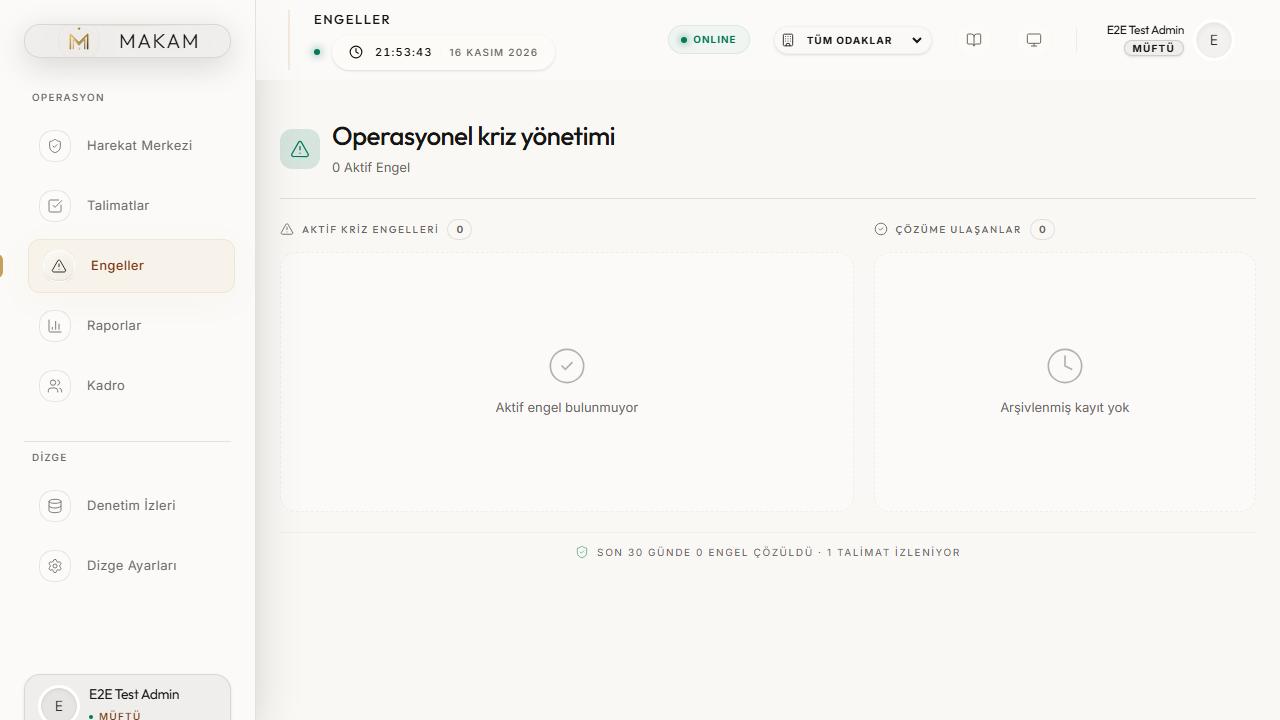 MAKAM
OPERASYON
Harekat Merkezi
Talimatlar
Engeller
Raporlar
Kadro
DİZGE
Denetim İzleri
Dizge Ayarları
E
E2E Test Admin
MÜFTÜ
ENGELLER
21:53:43 16 KASIM 2026
ONLINE
TÜM ODAKLAR
E2E Test Admin
MÜFTÜ
E
Operasyonel kriz yönetimi
0 Aktif Engel
AKTİF KRİZ ENGELLERİ 0
Aktif engel bulunmuyor
ÇÖZÜME ULAŞANLAR 0
Arşivlenmiş kayıt yok
SON 30 GÜNDE 0 ENGEL ÇÖZÜLDÜ · 1 TALİMAT İZLENİYOR